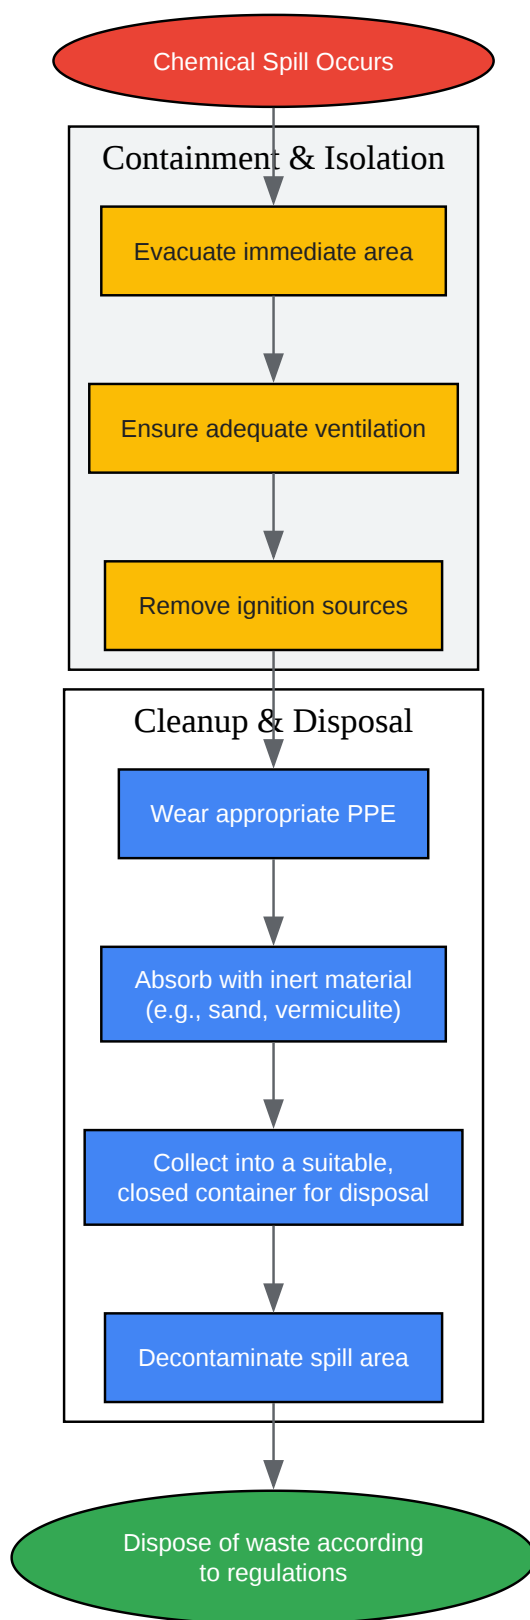 Chemical Spill Occurs
Containment & Isolation
Evacuate immediate area
Ensure adequate ventilation
Remove ignition sources
Cleanup & Disposal
Wear appropriate PPE
Absorb with inert material
(e.g., sand, vermiculite)
Collect into a suitable,
closed container for disposal
Decontaminate spill area
Dispose of waste according
to regulations